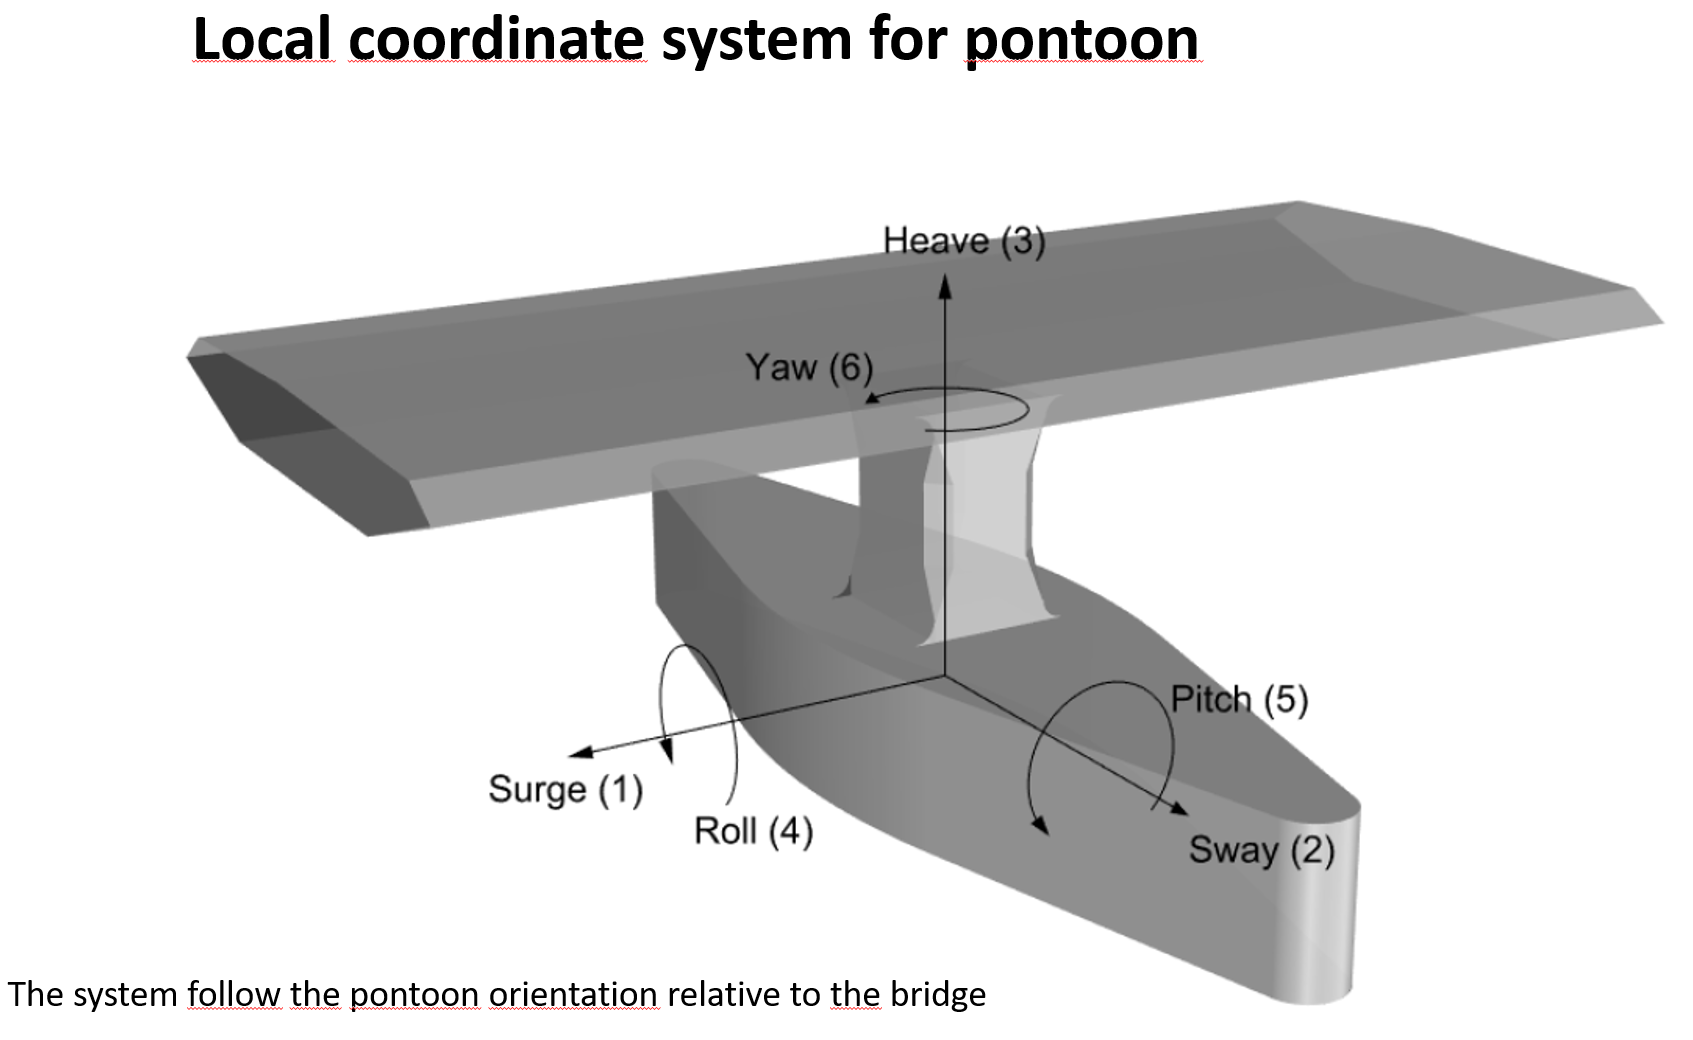 Local coordinate system for pontoon
Heave (3)
Yaw (6)
Pitch (5)
Surge (1)
Roll (4)
Sway (2)
The system follow the pontoon orientation relative to the bridge